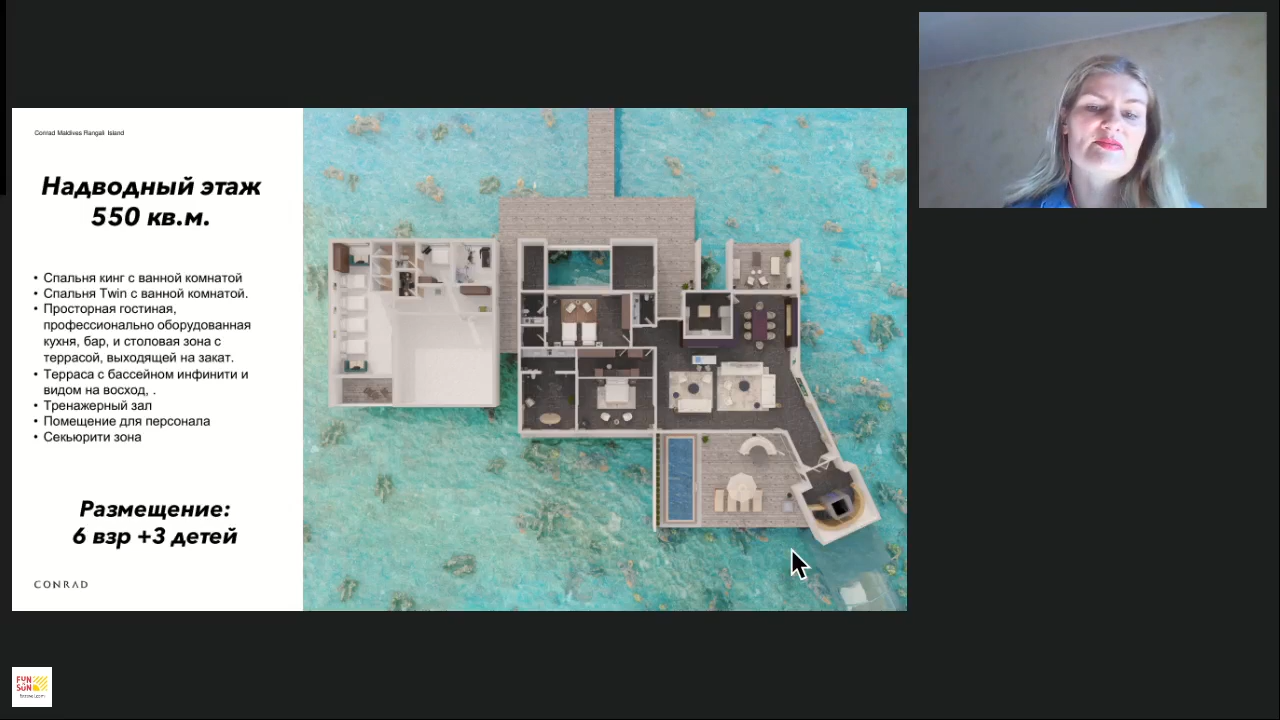 Conrad Maldives Rangali Island
Надводный этаж
550 кв.м.
• Спальня кинг с ванной комнатой
• Спальня Twin с ванной комнатой.
• Просторная гостиная,
профессионально оборудованная
кухня, бар, и столовая зона с
террасой, выходящей на закат.
• Терраса с бассейном инфинити и
видом на восход, .
• Тренажерный зал
• Помещение для персонала
• Секьюрити зона
Размещение:
6 взр +3 детей
CONRAD
FUN
SUN